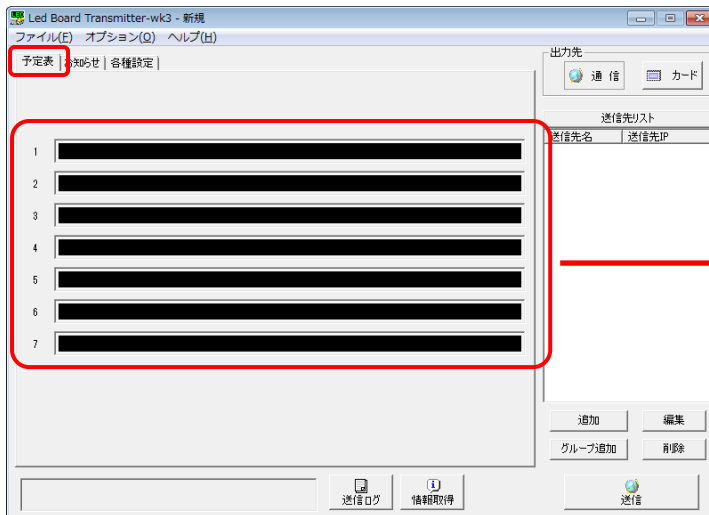 Led Board Transmitter-wk3 - 新規
ファイル(F) オプション(O) ヘルプ(H)
予定表 お知らせ 各種設定
出力先
通信 カード
送信先リスト
送信先名 送信先IP
1
2
3
4
5
6
7
追加 編集
グループ追加 削除
送信ログ 情報取得 送信